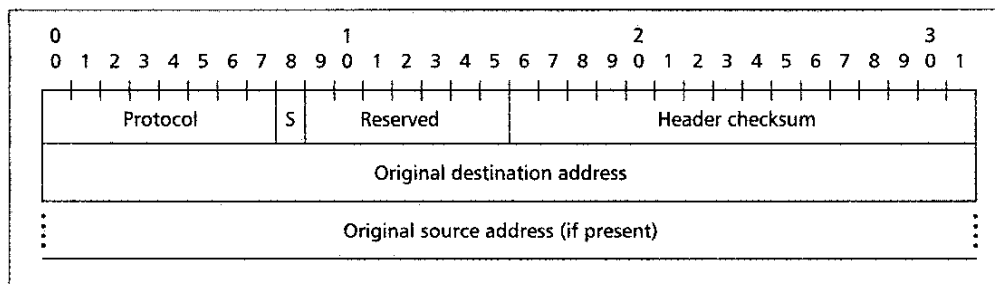 0 1 2 3
0 1 2 3 4 5 6 7 8 9 0 1 2 3 4 5 6 7 8 9 0 1 2 3 4 5 6 7 8 9 0 1
Protocol S Reserved Header checksum
Original destination address
Original source address (if present)